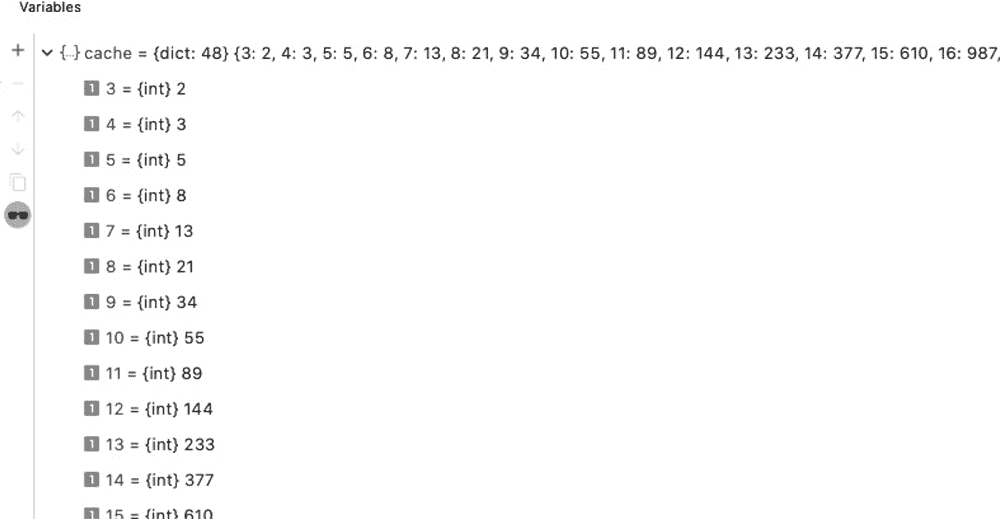 Variables
{...} cache = {dict: 48} {3: 2, 4: 3, 5: 5, 6: 8, 7: 13, 8: 21, 9: 34, 10: 55, 11: 89, 12: 144, 13: 233, 14: 377, 15: 610, 16: 987,
1 3 = {int} 2
1 4 = {int} 3
1 5 = {int} 5
1 6 = {int} 8
1 7 = {int} 13
1 8 = {int} 21
1 9 = {int} 34
1 10 = {int} 55
1 11 = {int} 89
1 12 = {int} 144
1 13 = {int} 233
1 14 = {int} 377
1 15 = {int} 610